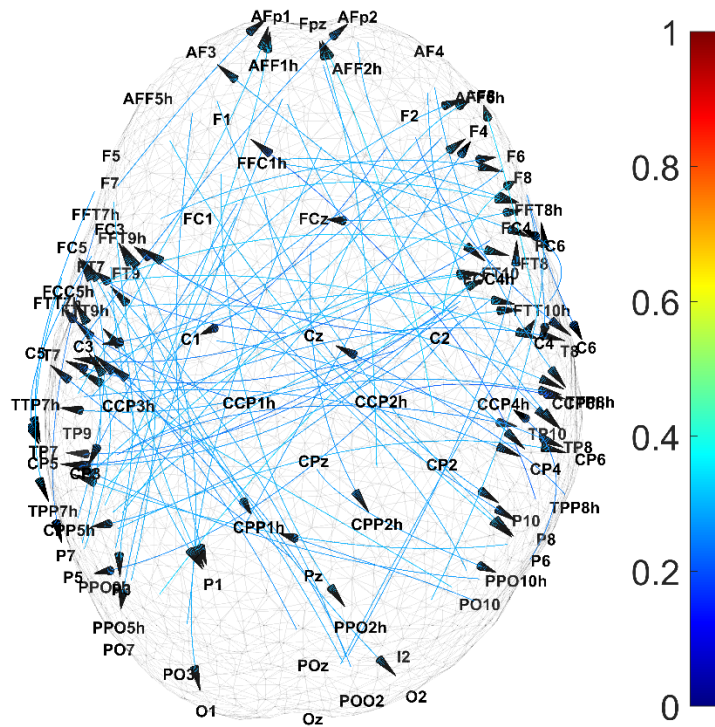 AFp1
Fpz
AFp2
AF3
AF4
AFF1h
AFF2h
AFF5h
F1
F2
F4
FFC1h
F5
F6
F7
F8
FFT7h
FC1
FCz
FFT8h
FC3
FC4
FFT9h
FC5
FC6
FT7
FT9
FT8
FT10
FCC4h
FCC5h
FTT7h
FTT10h
C1
Cz
C2
C4
C6
C3
C5
T7
T8
TTP7h
CCP3h
CCP1h
CCP2h
CCP4h
TP9
TP10
TP7
TP8
CP5
CPz
CP2
CP4
CP6
TPP7h
CPP5h
CPP1h
CPP2h
TPP8h
P10
P7
P8
P5
P1
Pz
P6
PPO10h
PO10
PPO5h
PPO2h
PO7
PO3
POz
I2
POO2
O2
O1
Oz
1
0.8
0.6
0.4
0.2
0